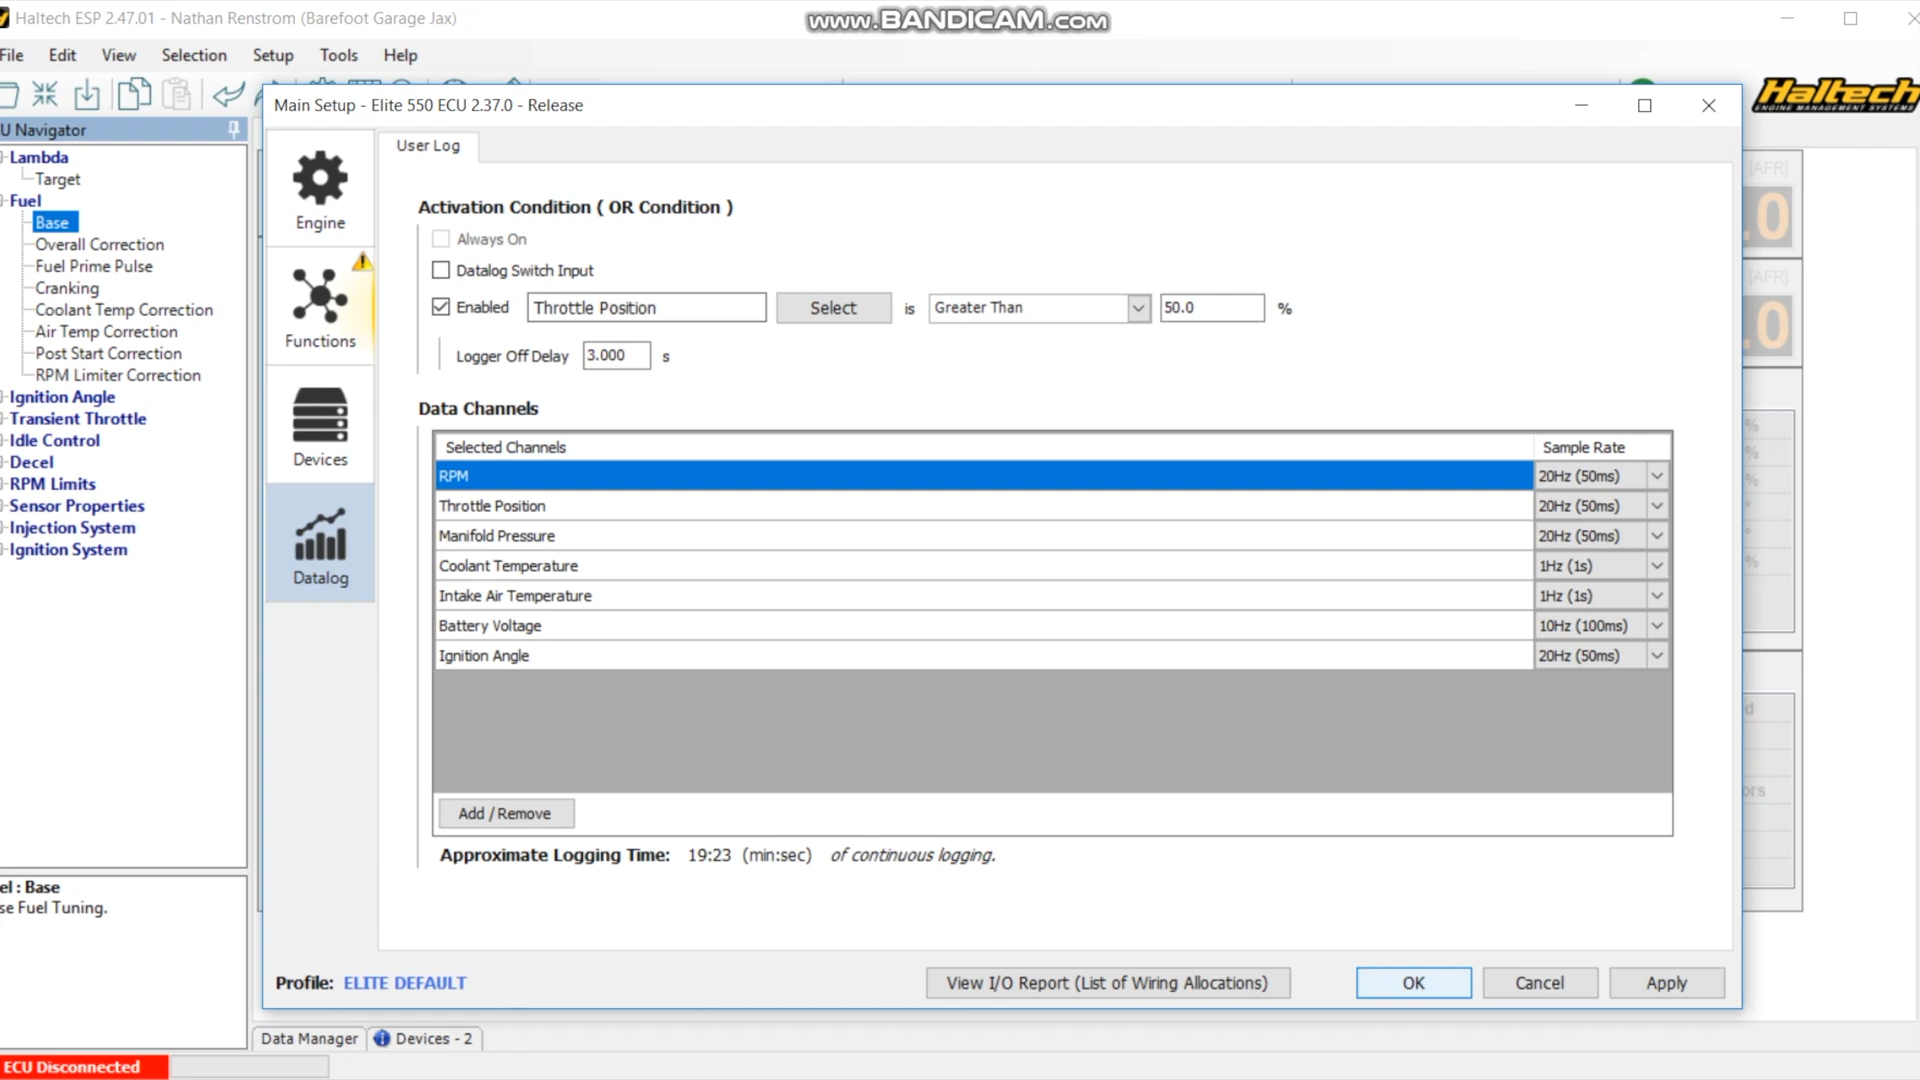 Haltech ESP 2.47.01 - Nathan Renstrom (Barefoot Garage Jax)
www.BANDICAM.com
File Edit View Selection Setup Tools Help
Haltech
ENGINE MANAGEMENT SYSTEMS
U Navigator
Lambda
Target
Fuel
Base
Overall Correction
Fuel Prime Pulse
Cranking
Coolant Temp Correction
Air Temp Correction
Post Start Correction
RPM Limiter Correction
Ignition Angle
Transient Throttle
Idle Control
Decel
RPM Limits
Sensor Properties
Injection System
Ignition System
el : Base
se Fuel Tuning.
Main Setup - Elite 550 ECU 2.37.0 - Release
Engine
Functions
Devices
Datalog
User Log
Activation Condition ( OR Condition )
Always On
Datalog Switch Input
Enabled Throttle Position Select is Greater Than 50.0 %
Logger Off Delay 3.000 s
Data Channels
Selected Channels Sample Rate
RPM 20Hz (50ms)
Throttle Position 20Hz (50ms)
Manifold Pressure 20Hz (50ms)
Coolant Temperature 1Hz (1s)
Intake Air Temperature 1Hz (1s)
Battery Voltage 10Hz (100ms)
Ignition Angle 20Hz (50ms)
Add / Remove
Approximate Logging Time: 19:23 (min:sec) of continuous logging.
Profile: ELITE DEFAULT
View I/O Report (List of Wiring Allocations) OK Cancel Apply
[AFR]
.0
[AFR]
.0
%
%
%
%
d
ors
Data Manager Devices - 2
ECU Disconnected